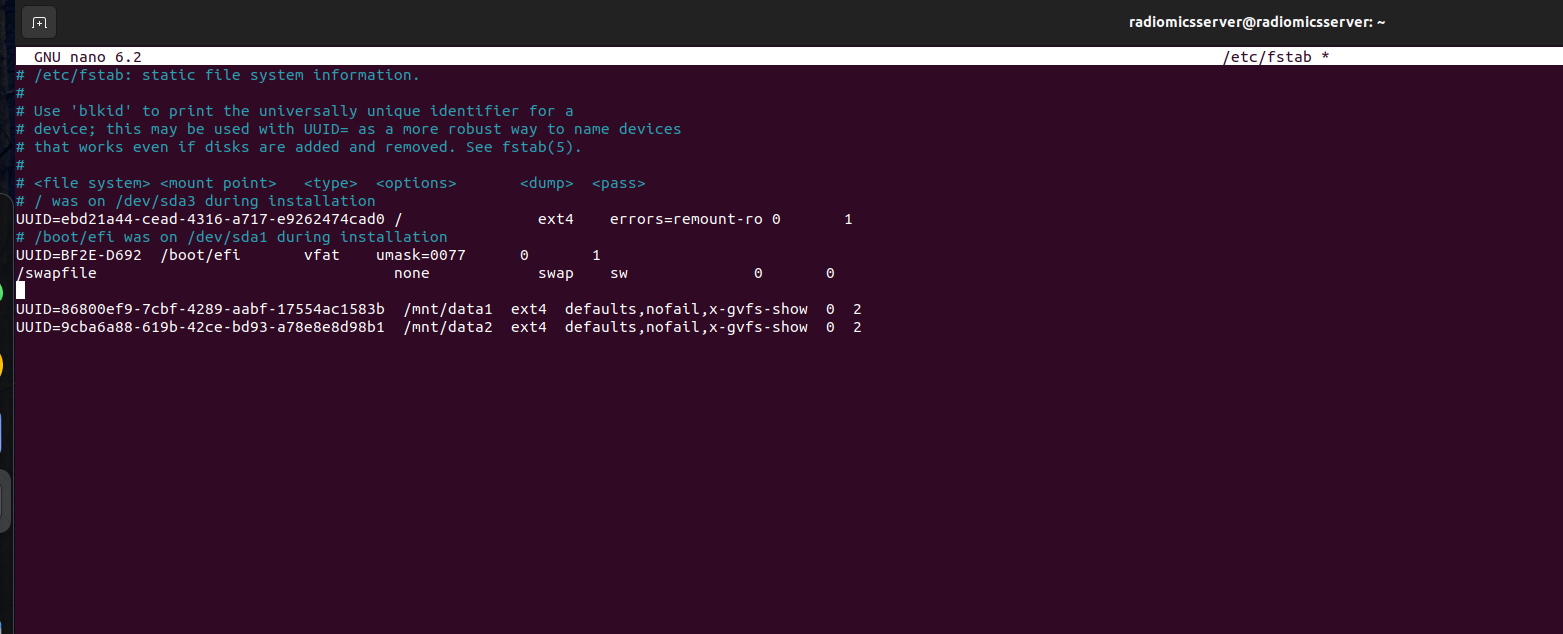 radiomicsserver@radiomicsserver: ~
GNU nano 6.2 /etc/fstab *
# /etc/fstab: static file system information.
#
# Use 'blkid' to print the universally unique identifier for a
# device; this may be used with UUID= as a more robust way to name devices
# that works even if disks are added and removed. See fstab(5).
#
# <file system> <mount point>   <type>  <options>       <dump>  <pass>
# / was on /dev/sda3 during installation
UUID=ebd21a44-cead-4316-a717-e9262474cad0 /               ext4    errors=remount-ro 0       1
# /boot/efi was on /dev/sda1 during installation
UUID=BF2E-D692  /boot/efi       vfat    umask=0077      0       1
/swapfile                                 none            swap    sw              0       0
UUID=86800ef9-7cbf-4289-aabf-17554ac1583b  /mnt/data1  ext4  defaults,nofail,x-gvfs-show  0  2
UUID=9cba6a88-619b-42ce-bd93-a78e8e8d98b1  /mnt/data2  ext4  defaults,nofail,x-gvfs-show  0  2